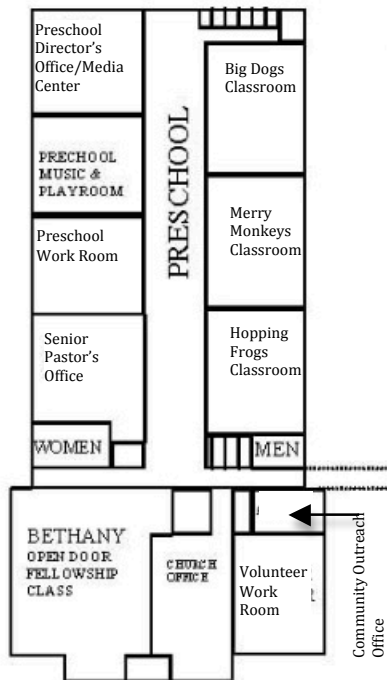 Preschool
Director's
Office/Media
Center
Big Dogs
Classroom
PRECHOOL
MUSIC &
PLAYROOM
PRESCHOOL
Merry
Monkeys
Classroom
Preschool
Work Room
Senior
Pastor's
Office
Hopping
Frogs
Classroom
WOMEN
MEN
BETHANY
OPEN DOOR
FELLOWSHIP
CLASS
CHURCH
OFFICE
Volunteer
Work
Room
Community Outreach
Office